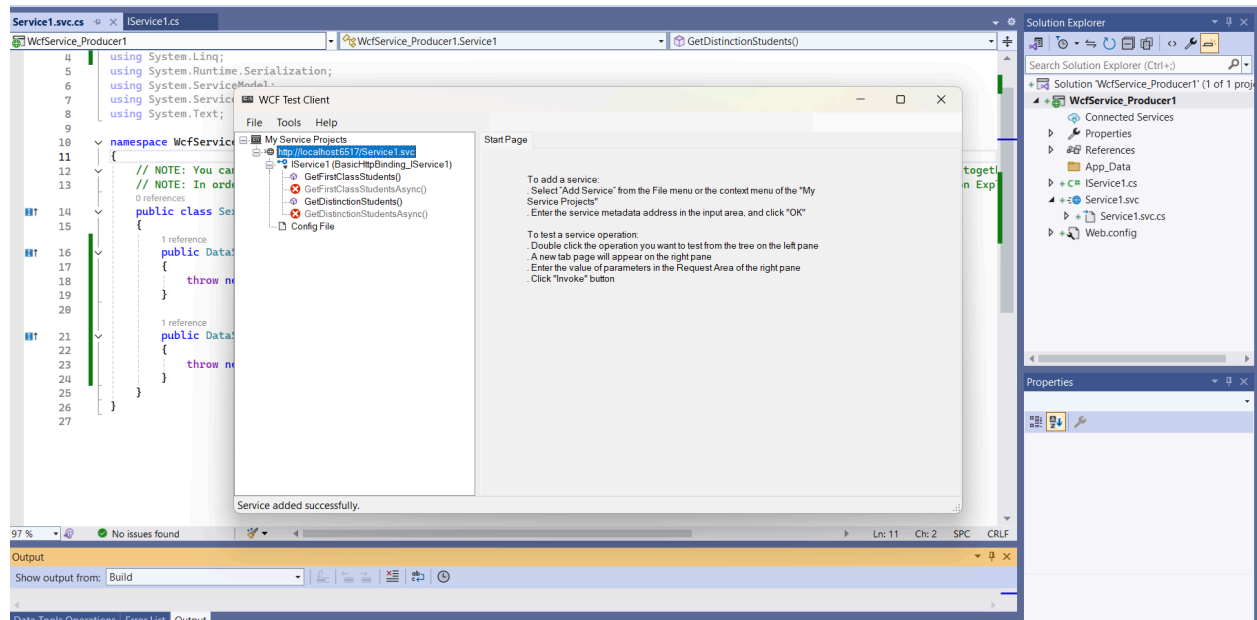 Service1.svc.cs
IService1.cs
WcfService_Producer1
WcfService_Producer1.Service1
GetDistinctionStudents()
4 using System.Linq;
5 using System.Runtime.Serialization;
6 using System.ServiceModel;
7 using System.Service
8 using System.Text;
9
10 namespace WcfService
11 {
12 // NOTE: You ca
togetl
13 // NOTE: In orde
n Exp
0 references
14 public class Ser
15 {
1 reference
16 public Data
17 {
18 throw ne
19 }
20
1 reference
21 public Data
22 {
23 throw ne
24 }
25 }
26 }
27
WCF Test Client
File Tools Help
My Service Projects
http://localhost:6517/Service1.svc
IService1 (BasicHttpBinding_IService1)
GetFirstClassStudents()
GetFirstClassStudentsAsync()
GetDistinctionStudents()
GetDistinctionStudentsAsync()
Config File
Start Page
To add a service:
. Select "Add Service" from the File menu or the context menu of the "My
Service Projects"
. Enter the service metadata address in the input area, and click "OK"
To test a service operation:
. Double click the operation you want to test from the tree on the left pane
. A new tab page will appear on the right pane
. Enter the value of parameters in the Request Area of the right pane
. Click "Invoke" button
Service added successfully.
97 %
No issues found
Ln: 11 Ch: 2 SPC CRLF
Output
Show output from: Build
Data Tools Operations Error List Output
Solution Explorer
Search Solution Explorer (Ctrl+;)
Solution 'WcfService_Producer1' (1 of 1 proj
WcfService_Producer1
Connected Services
Properties
References
App_Data
C# IService1.cs
Service1.svc
Service1.svc.cs
Web.config
Properties